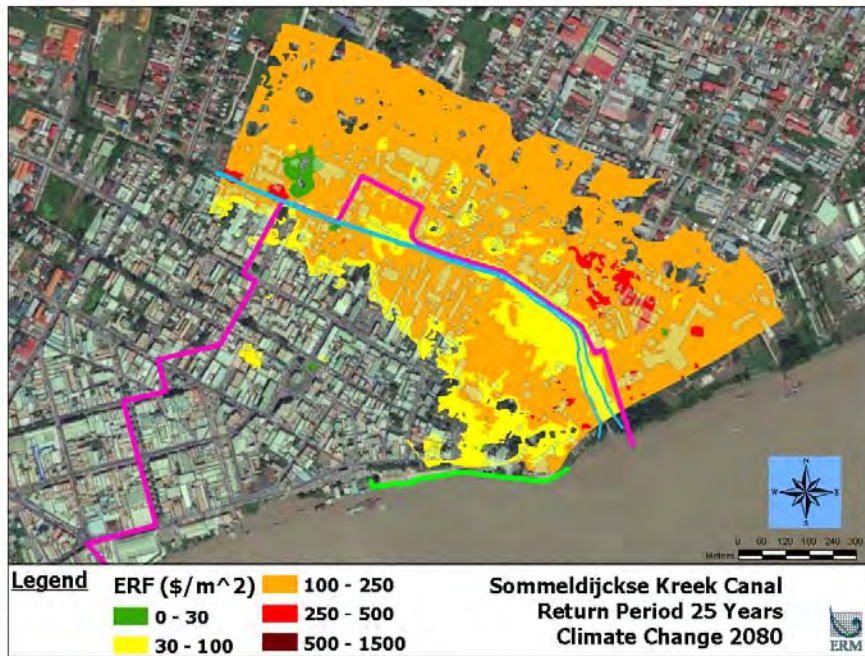 N
W
E
S
0 60 120 180 240 300
Meters
Legend
ERF ($/m^2)
0 - 30
30 - 100
100 - 250
250 - 500
500 - 1500
Sommeldijckse Kreek Canal
Return Period 25 Years
Climate Change 2080
ERM